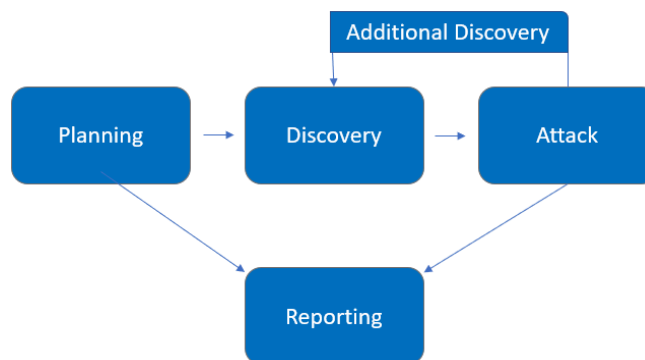 Additional Discovery
Planning
Discovery
Attack
Reporting